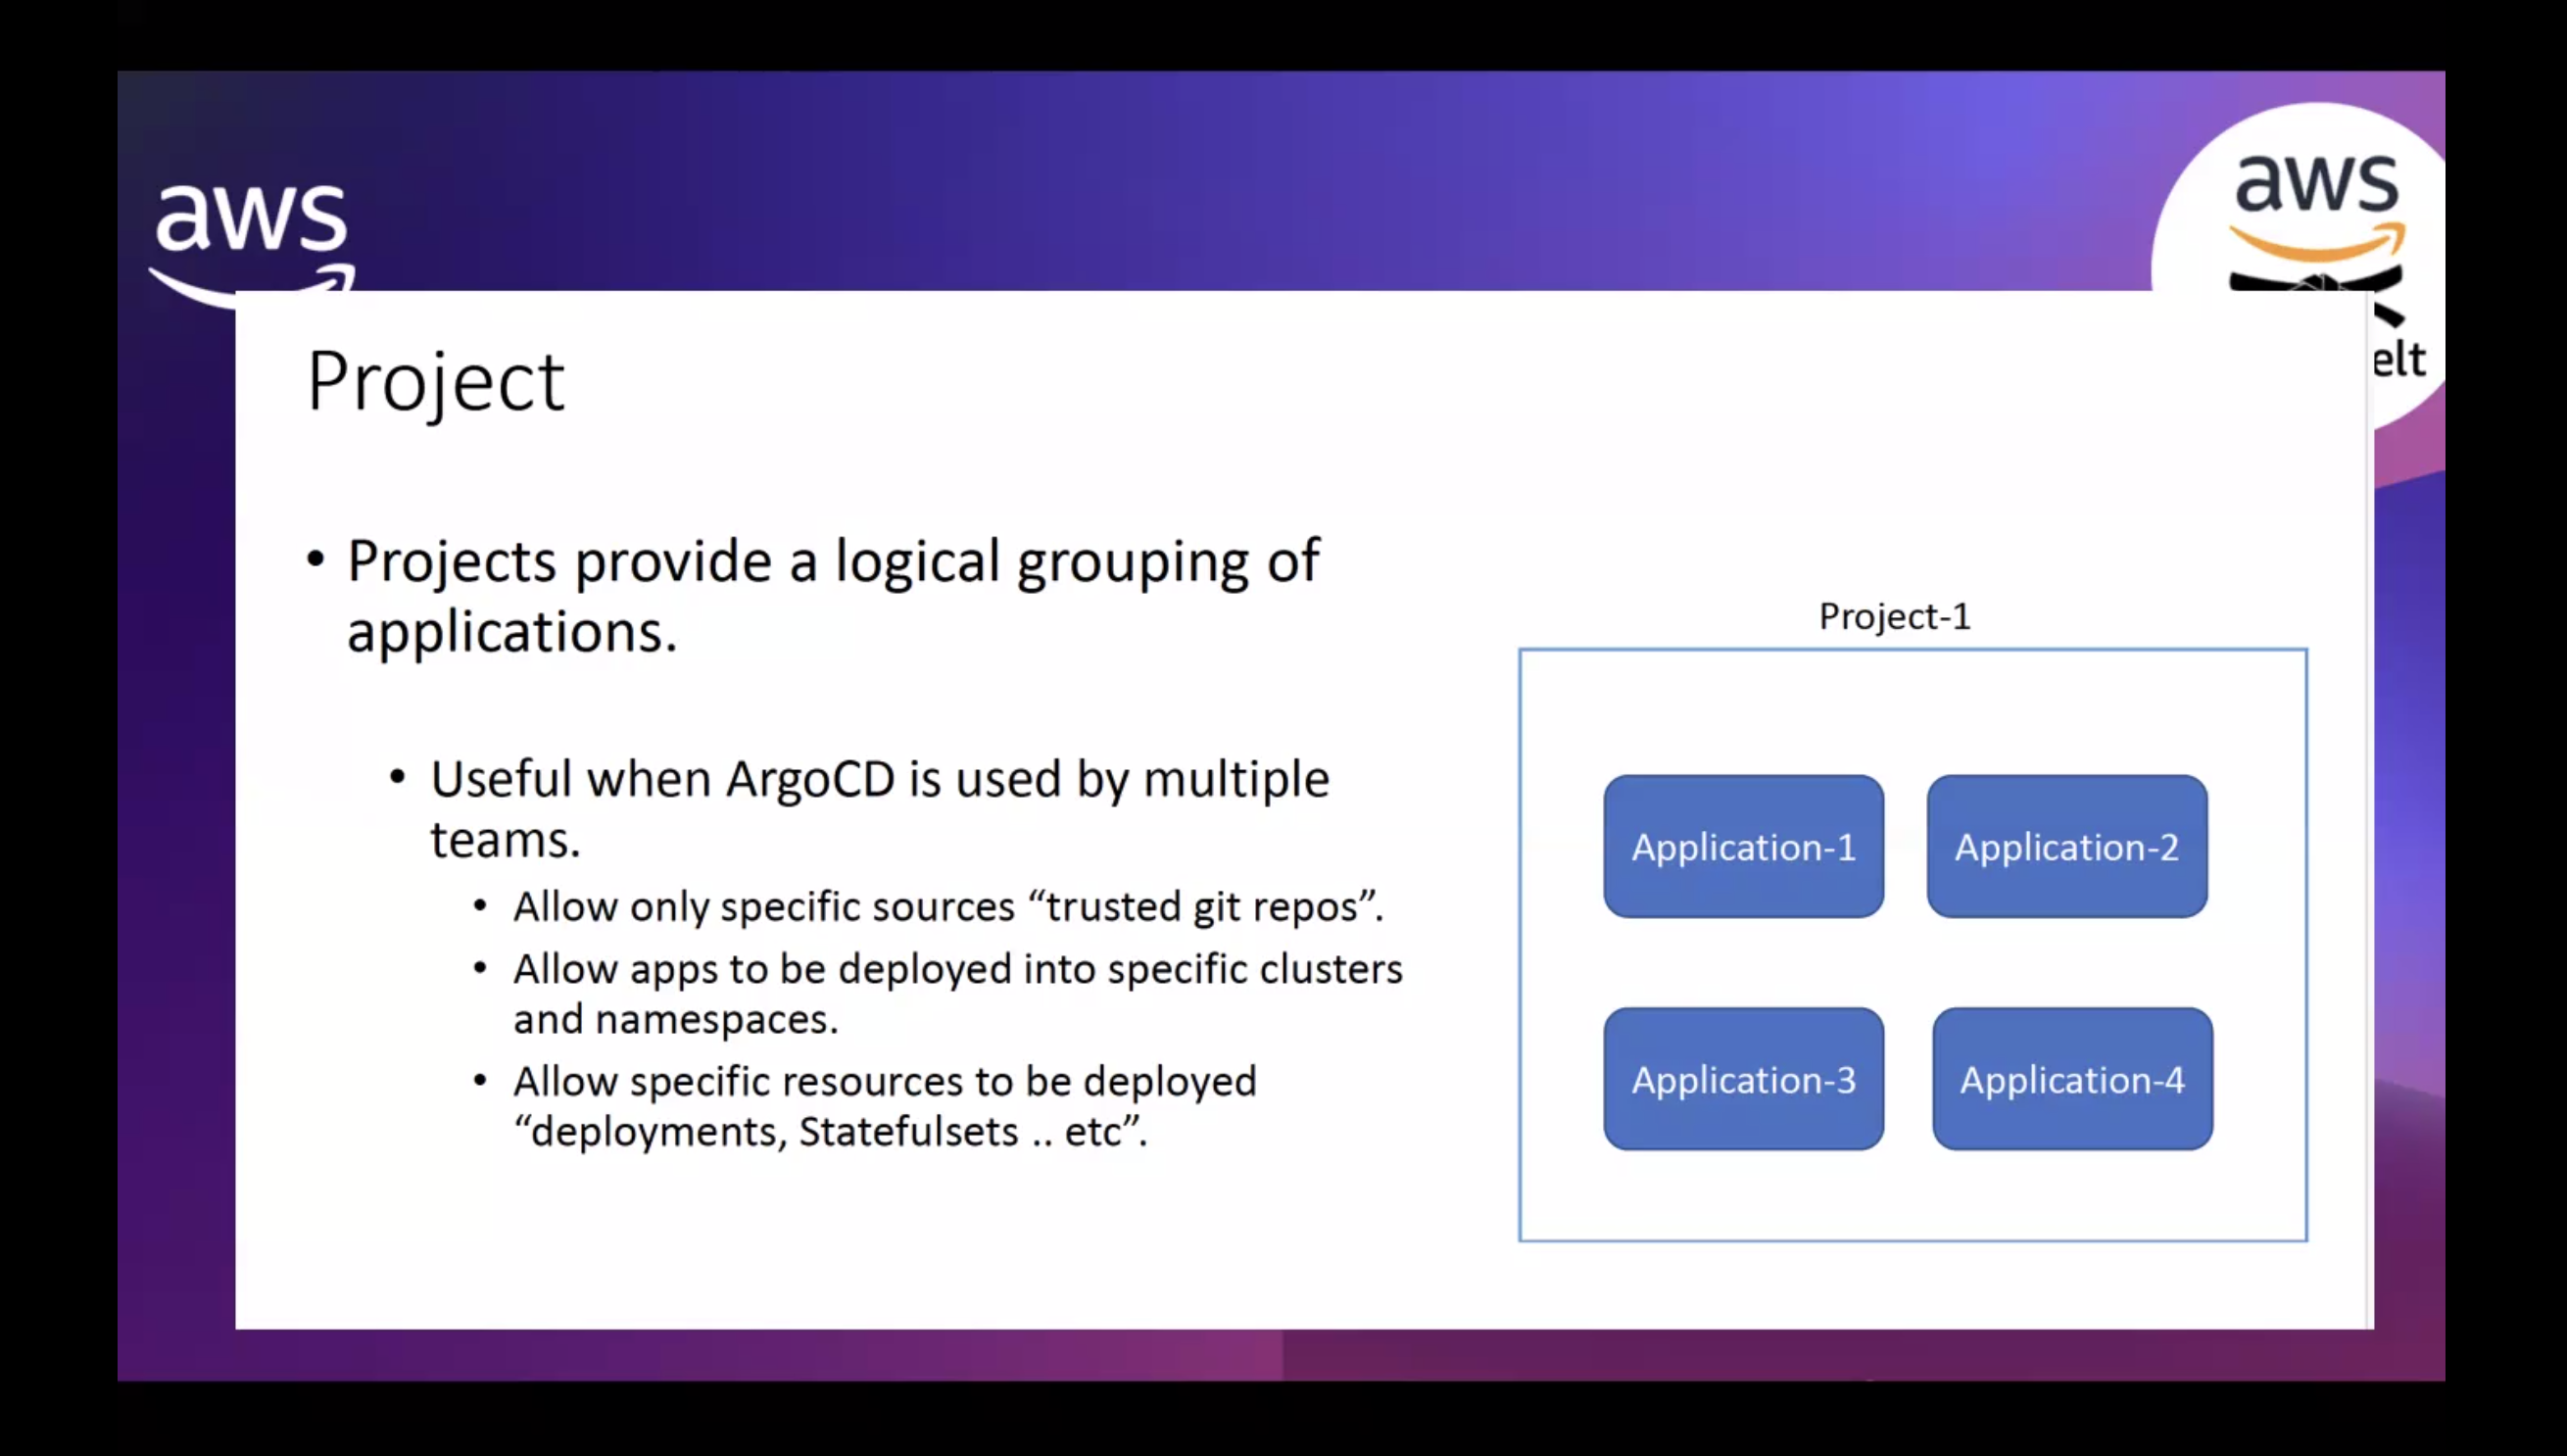 aws
aws
elt
Project
• Projects provide a logical grouping of
applications.
• Useful when ArgoCD is used by multiple
teams.
• Allow only specific sources “trusted git repos”.
• Allow apps to be deployed into specific clusters
and namespaces.
• Allow specific resources to be deployed
“deployments, Statefulsets .. etc”.
Project-1
Application-1
Application-2
Application-3
Application-4